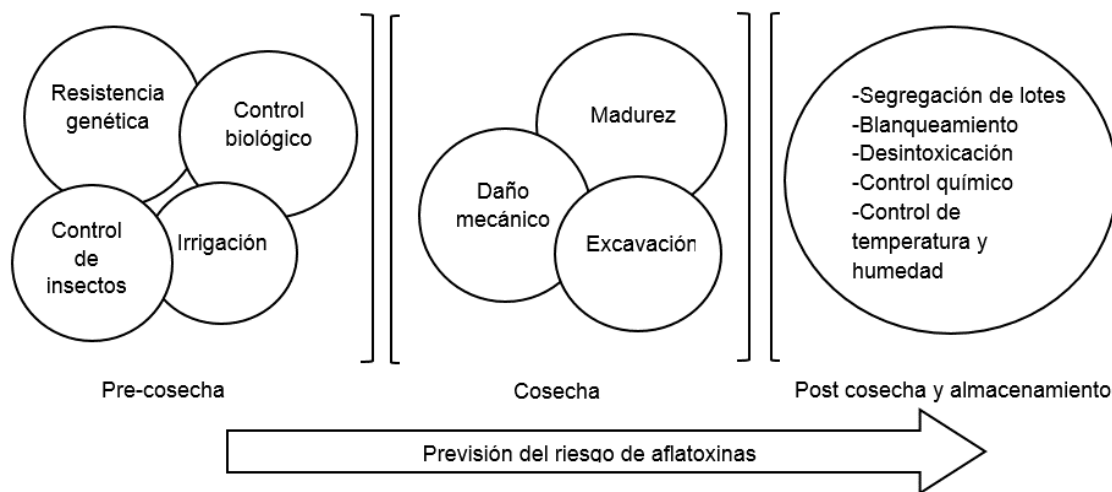 Resistencia
genética
Control
biológico
Control
de
insectos
Irrigación
Pre-cosecha
Madurez
Daño
mecánico
Excavación
Cosecha
-Segregación de lotes
-Blanqueamiento
-Desintoxicación
-Control químico
-Control de
temperatura y
humedad
Post cosecha y almacenamiento
Previsión del riesgo de aflatoxinas